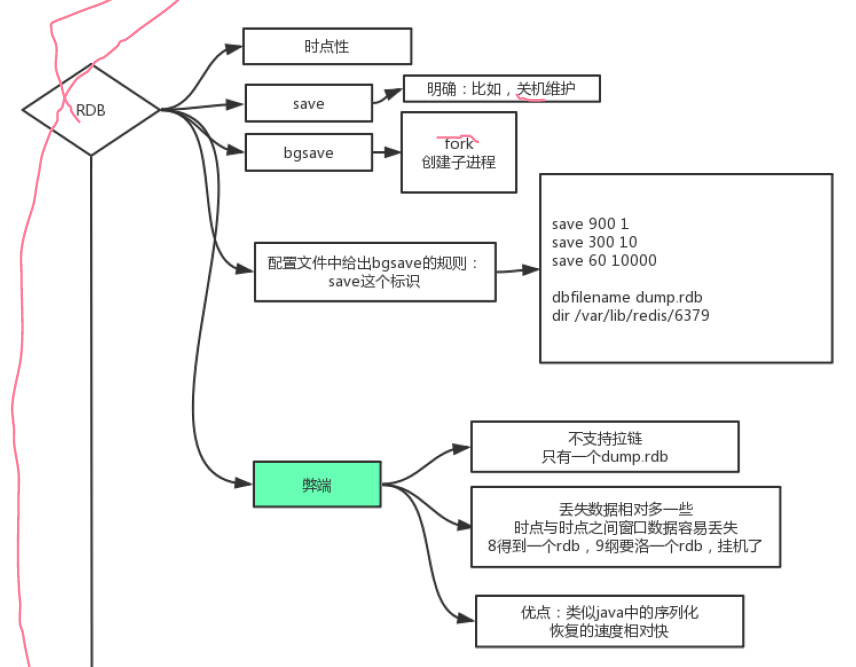 时点性
RDB
save
明确：比如，关机维护
bgsave
fork
创建子进程
配置文件中给出bgsave的规则：
save这个标识
save 900 1
save 300 10
save 60 10000
dbfilename dump.rdb
dir /var/lib/redis/6379
弊端
不支持拉链
只有一个dump.rdb
丢失数据相对多一些
时点与时点之间窗口数据容易丢失
8得到一个rdb，9纲要洛一个rdb，挂机了
优点：类似java中的序列化
恢复的速度相对快